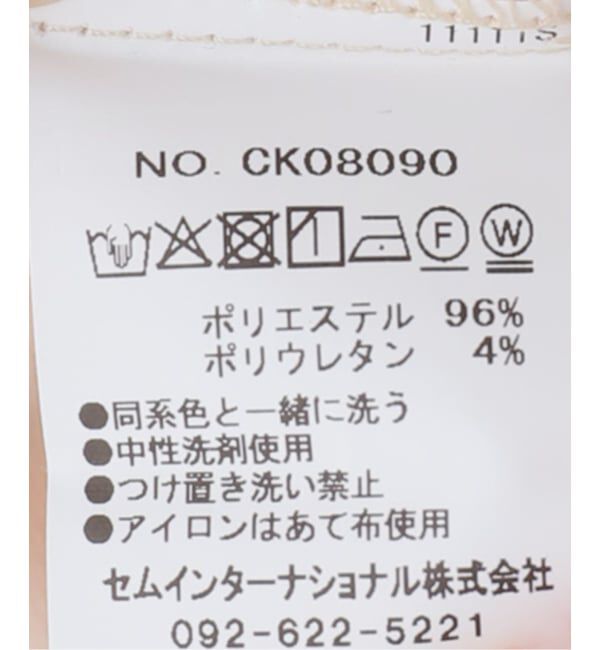 NO. CK08090
F W
ポリエステル 96%
ポリウレタン 4%
●同系色と一緒に洗う
●中性洗剤使用
●つけ置き洗い禁止
●アイロンはあて布使用
セムインターナショナル株式会社
092-622-5221